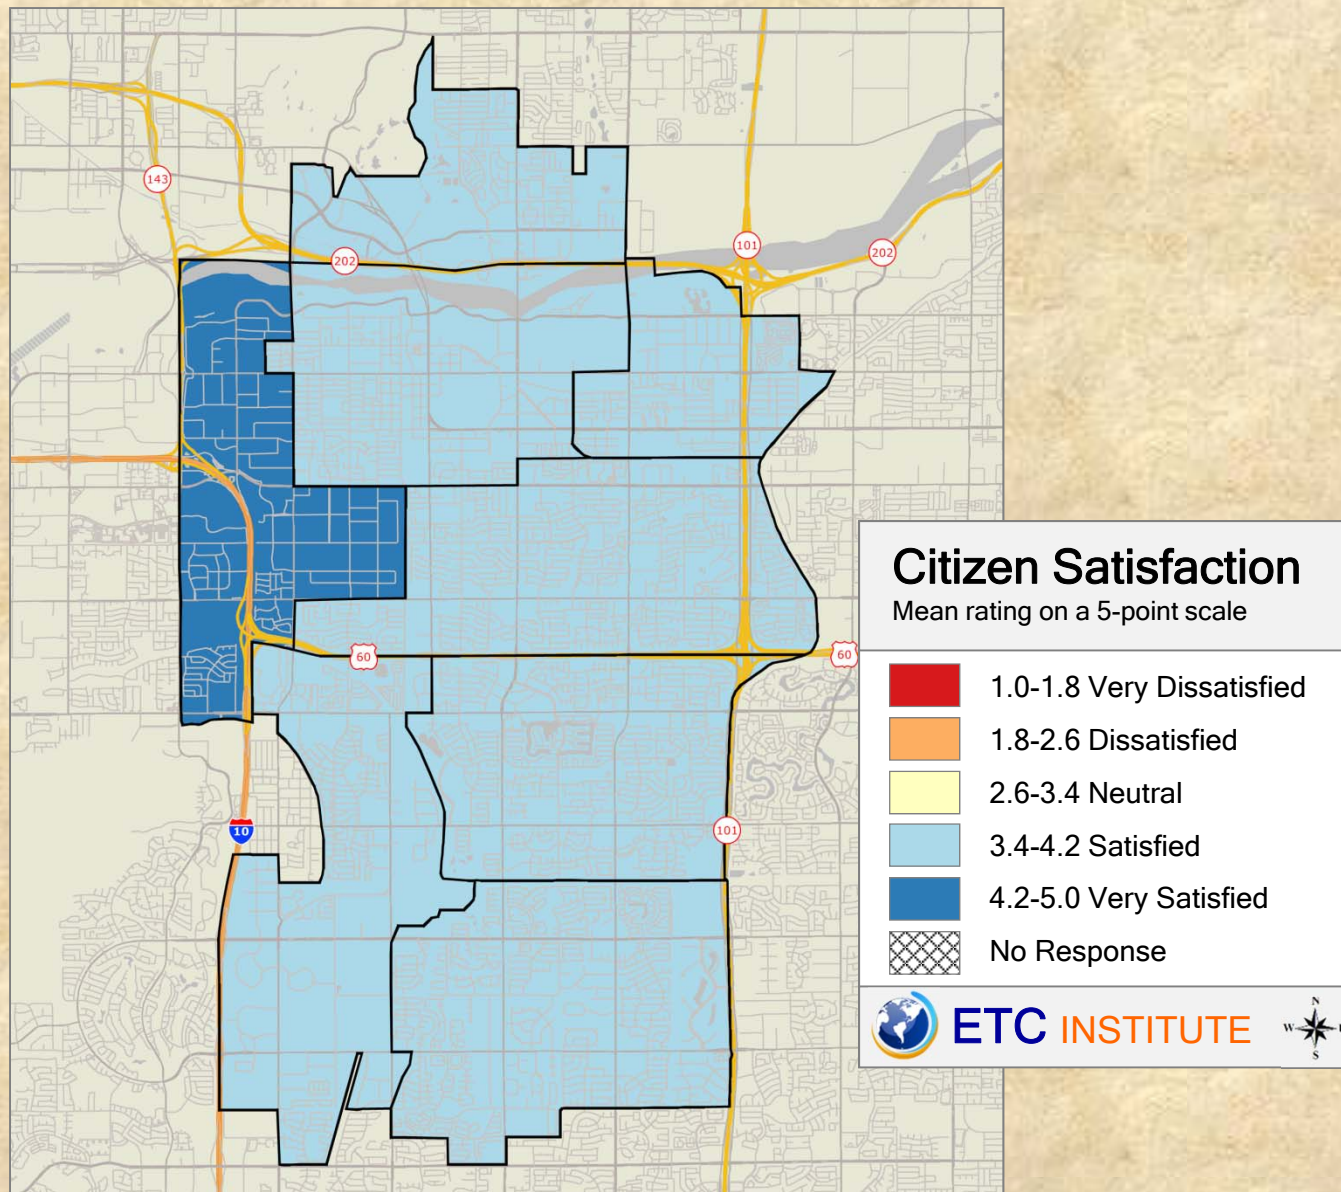 143
101
202
202
60
60
10
101
Citizen Satisfaction
Mean rating on a 5-point scale
1.0-1.8 Very Dissatisfied
1.8-2.6 Dissatisfied
2.6-3.4 Neutral
3.4-4.2 Satisfied
4.2-5.0 Very Satisfied
No Response
ETC INSTITUTE
N
W
S